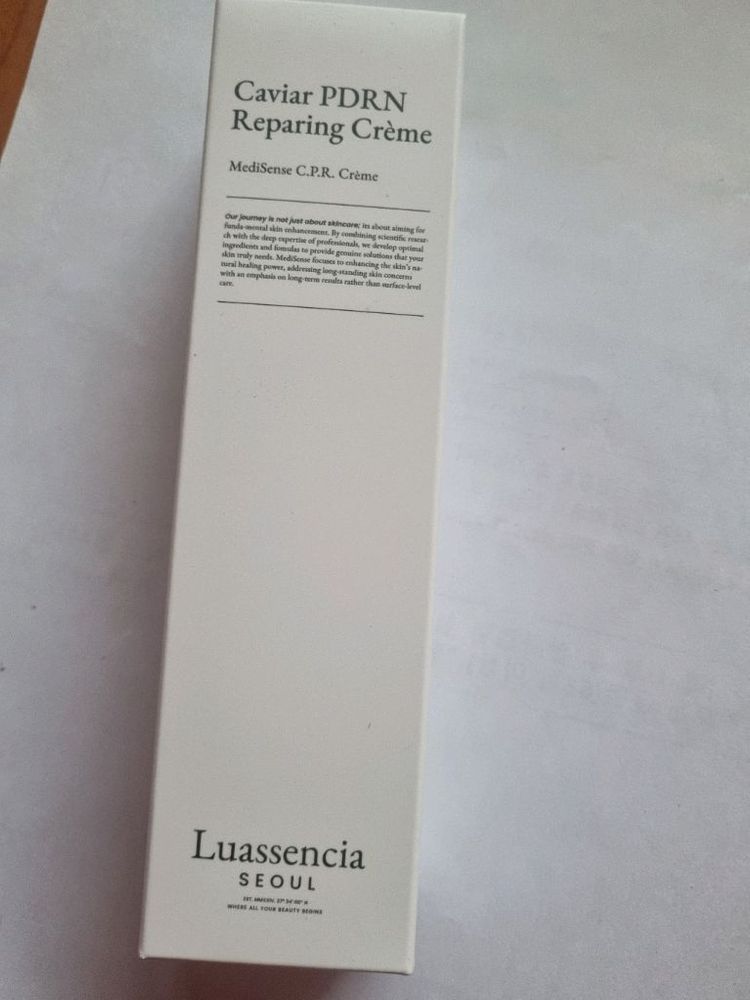 Caviar PDRN
Reparing Crème
MediSense C.P.R. Crème
Our journey is not just about skincare; its about aiming for
funda-mental skin enhancement. By combining scientific resear-
ch with the deep expertise of professionals, we develop optimal
ingredients and fomulas to provide genuine solutions that your
skin truly needs. MediSense focuses to enhancing the skin's na-
tural healing power, addressing long-standing skin concerns
with an emphasis on long-term results rather than surface-level
care.
Luassencia
SEOUL
WHERE ALL YOUR BEAUTY BEGINS